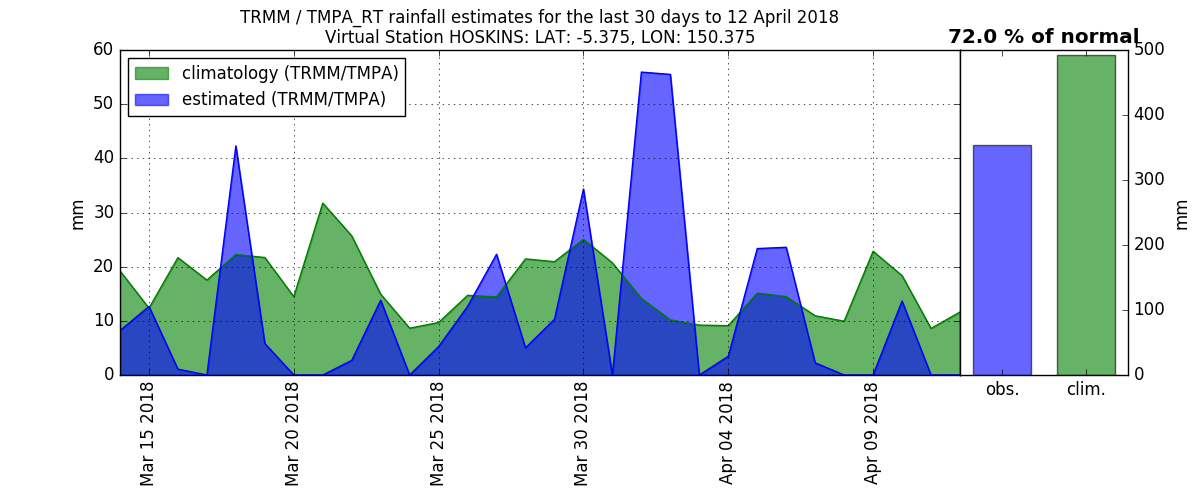 TRMM / TMPA_RT rainfall estimates for the last 30 days to 12 April 2018
Virtual Station HOSKINS: LAT: -5.375, LON: 150.375
72.0 % of normal
climatology (TRMM/TMPA)
estimated (TRMM/TMPA)
60
50
40
30
20
10
0
mm
Mar 15 2018
Mar 20 2018
Mar 25 2018
Mar 30 2018
Apr 04 2018
Apr 09 2018
500
400
300
200
100
0
mm
obs.
clim.